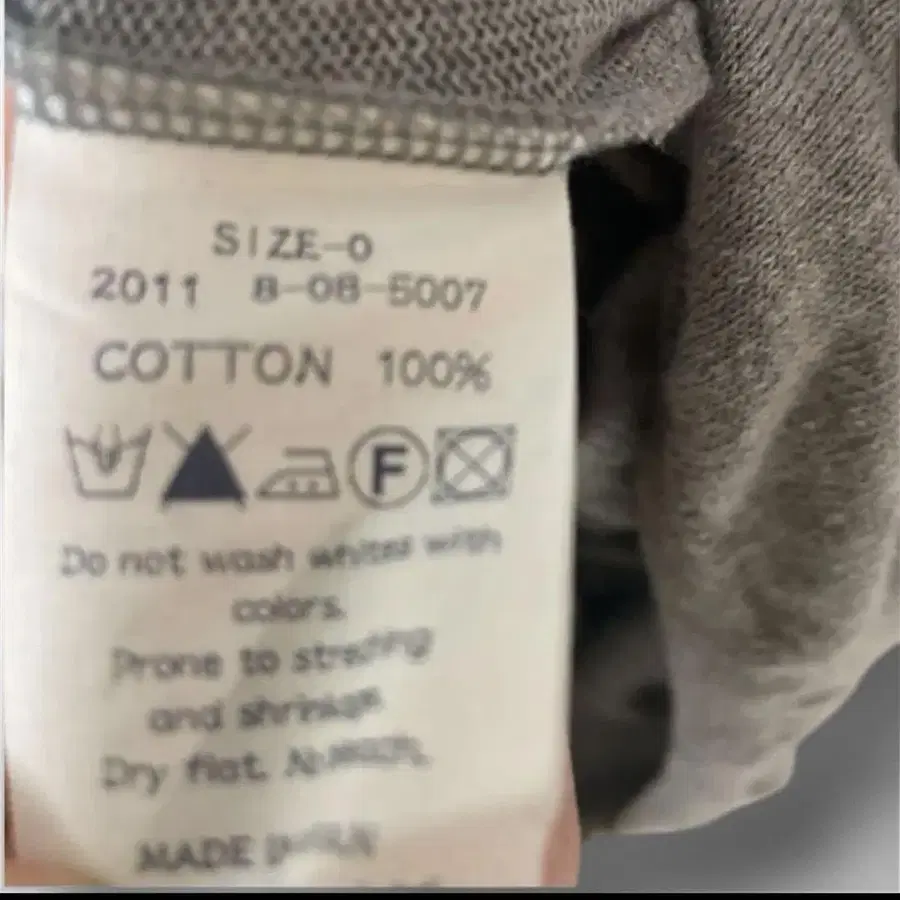 SIZE-0
2011 8-08-5007
COTTON 100%
F
Do not wash whites with
colors.
Prone to
and
Dry flat.
MADE